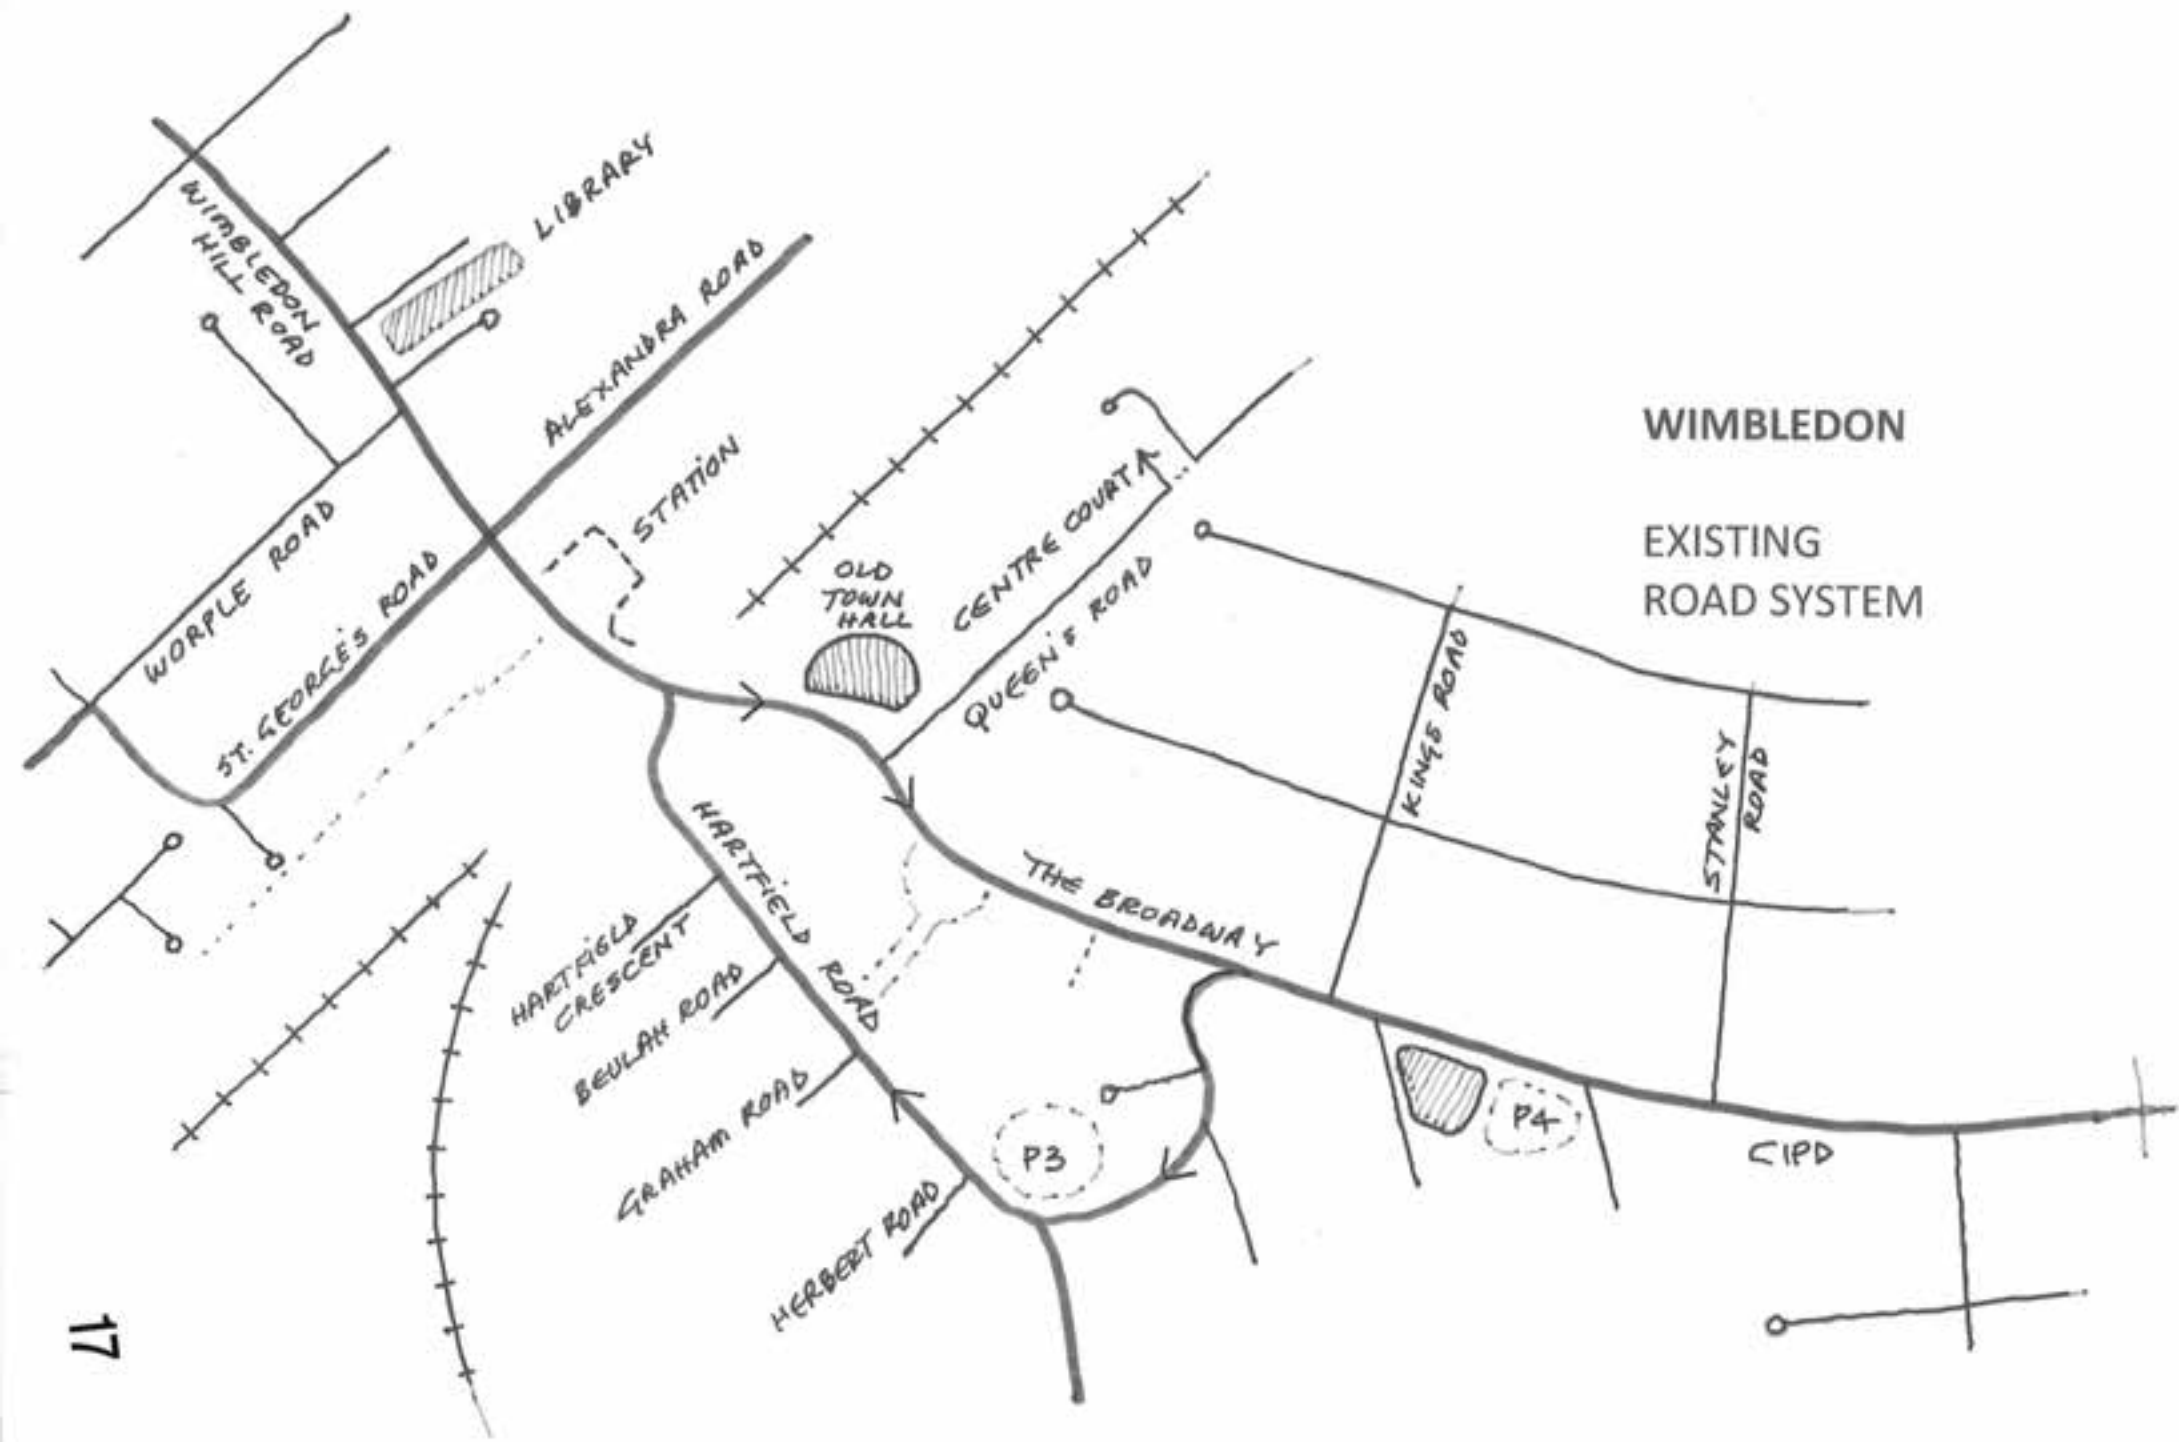 WIMBLEDON
HILL ROAD
LIBRARY
ALEXANDRA ROAD
STATION
WORPLE ROAD
ST. GEORGE'S ROAD
OLD
TOWN
HALL
CENTRE COURT
QUEEN'S ROAD
WIMBLEDON
EXISTING
ROAD SYSTEM
KINGS ROAD
STANLEY
ROAD
HARTFIELD ROAD
THE BROADWAY
HARTFIELD
CRESCENT
BEULAH ROAD
GRAHAM ROAD
HERBERT ROAD
P3
P4
CIPD
17